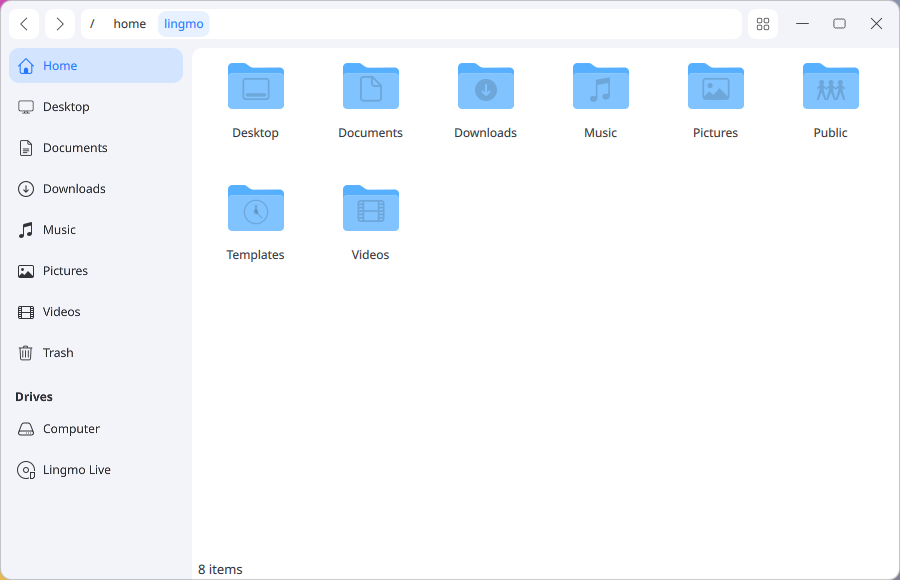 / home lingmo
Home
Desktop
Documents
Downloads
Music
Pictures
Videos
Trash
Drives
Computer
Lingmo Live
Desktop Documents Downloads Music Pictures Public
Templates Videos
8 items